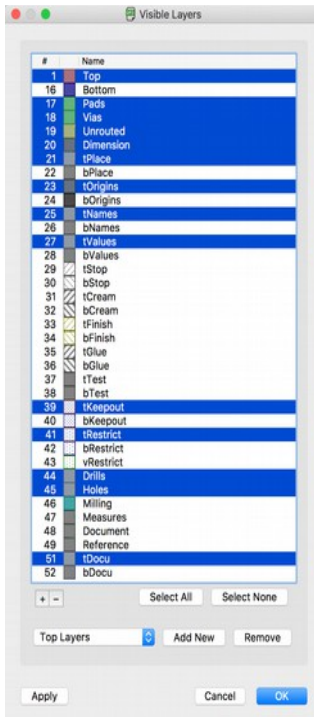 Visible Layers
# Name
1 Top
16 Bottom
17 Pads
18 Vias
19 Unrouted
20 Dimension
21 tPlace
22 bPlace
23 tOrigins
24 bOrigins
25 tNames
26 bNames
27 tValues
28 bValues
29 tStop
30 bStop
31 tCream
32 bCream
33 tFinish
34 bFinish
35 tGlue
36 bGlue
37 tTest
38 bTest
39 tKeepout
40 bKeepout
41 tRestrict
42 bRestrict
43 vRestrict
44 Drills
45 Holes
46 Milling
47 Measures
48 Document
49 Reference
51 tDocu
52 bDocu
+ - Select All Select None
Top Layers Add New Remove
Apply Cancel OK